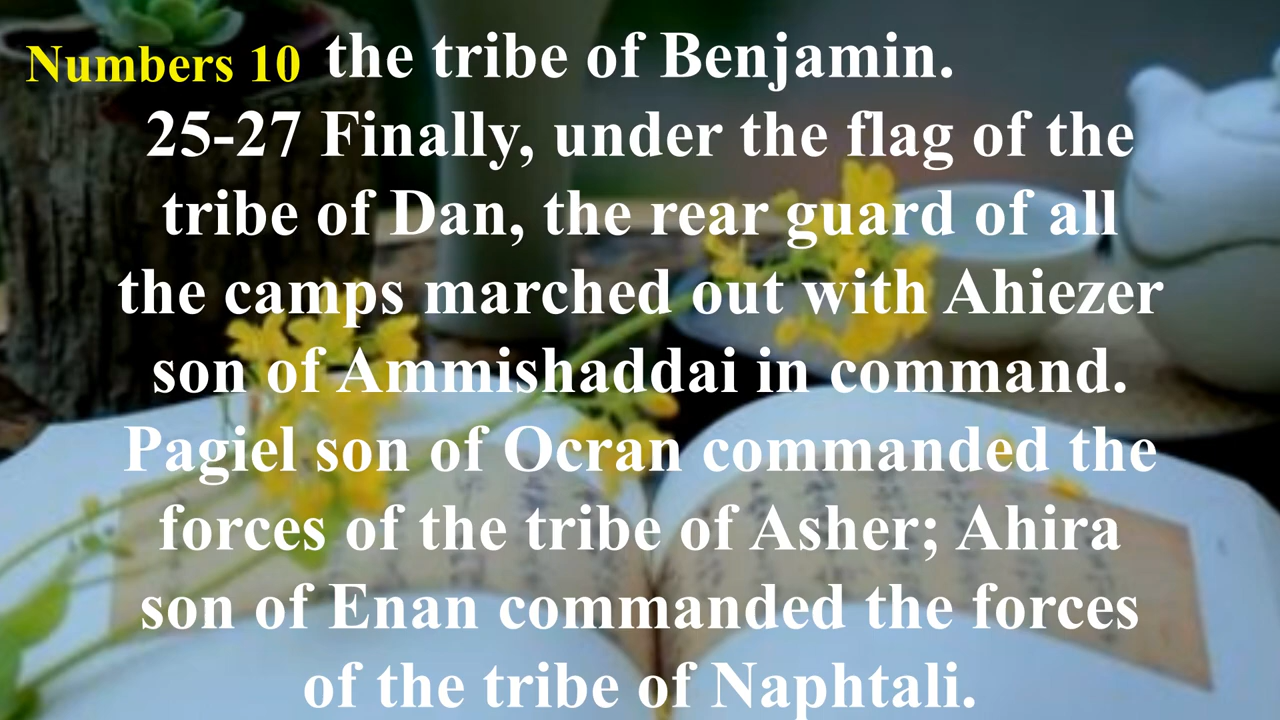 Numbers 10 the tribe of Benjamin.
25-27 Finally, under the flag of the
tribe of Dan, the rear guard of all
the camps marched out with Ahiezer
son of Ammishaddai in command.
Pagiel son of Ocran commanded the
forces of the tribe of Asher; Ahira
son of Enan commanded the forces
of the tribe of Naphtali.